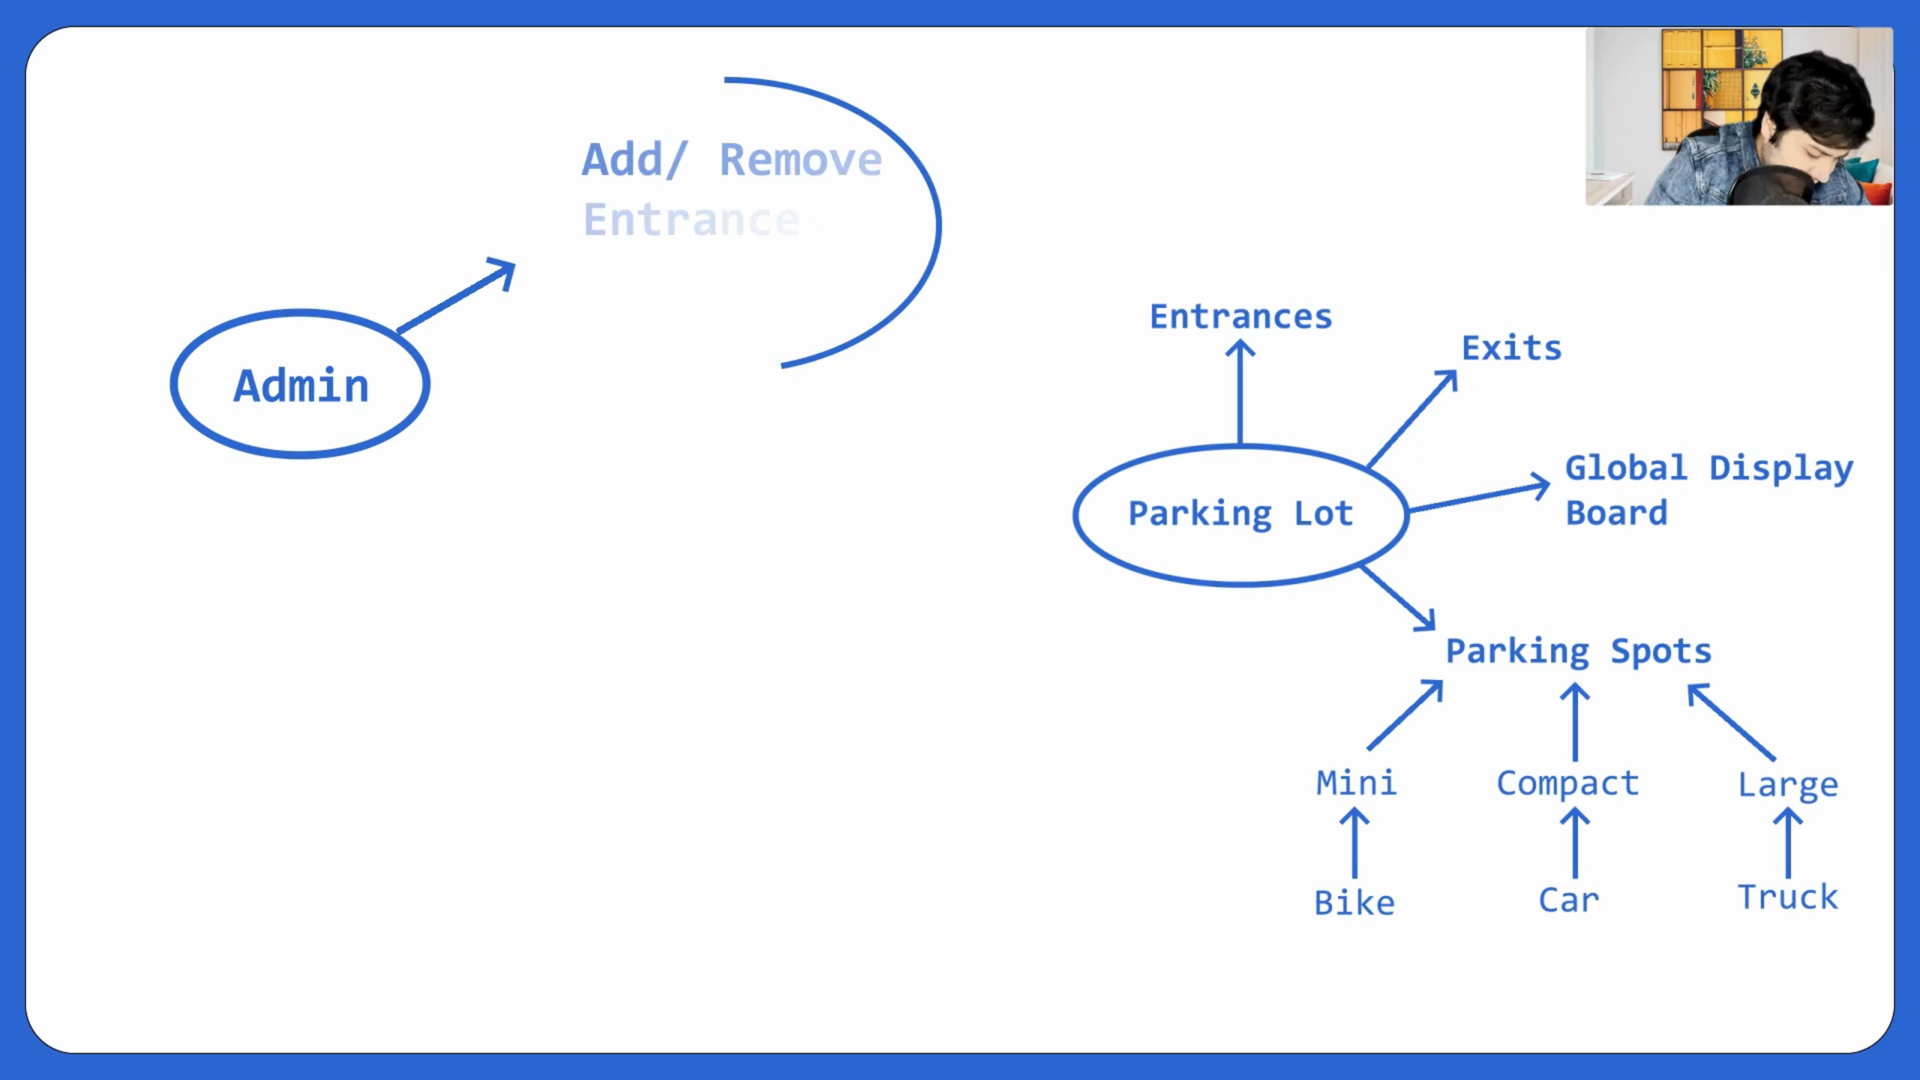 Add/ Remove
Entrance
Admin
Entrances
Exits
Global Display
Board
Parking Lot
Parking Spots
Mini
Compact
Large
Bike
Car
Truck